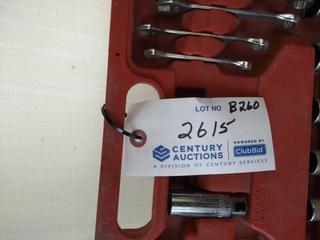 LOT NO B260
2615
CENTURY AUCTIONS
POWERED BY
ClubBid
A DIVISION OF CENTURY SERVICES